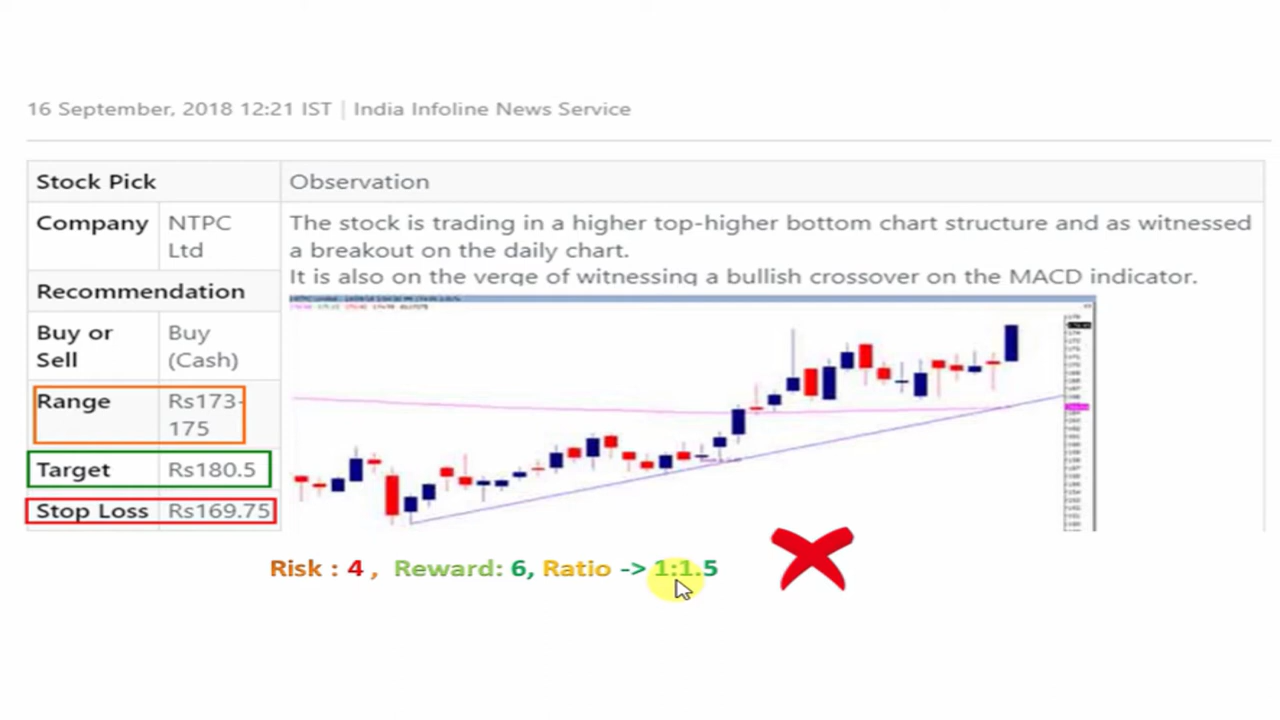 16 September, 2018 12:21 IST | India Infoline News Service
Stock Pick
Observation
Company
NTPC
Ltd
The stock is trading in a higher top-higher bottom chart structure and as witnessed
a breakout on the daily chart.
It is also on the verge of witnessing a bullish crossover on the MACD indicator.
Recommendation
Buy or
Sell
Buy
(Cash)
Range
Rs173-
175
Target
Rs180.5
Stop Loss
Rs169.75
Risk : 4 , Reward: 6, Ratio -> 1:1.5